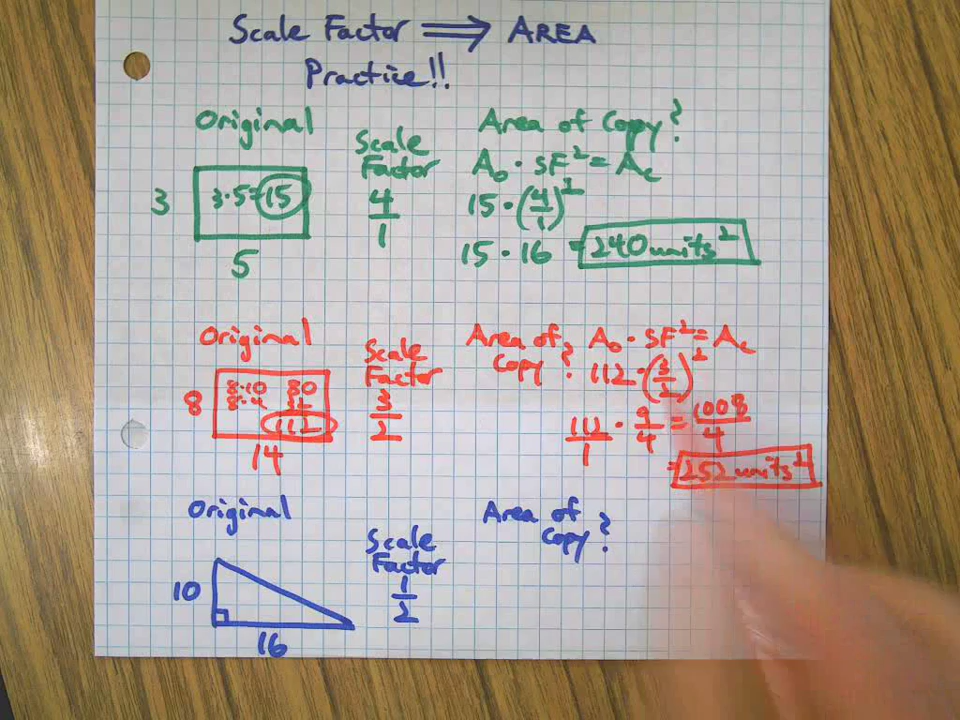 Scale Factor ⟹ AREA
Practice!!
Original
3
3·5=15
5
Scale
Factor
4/1
Area of Copy?
A₀ · SF² = A꜀
15 · (4/1)²
15 · 16 = 240 units²
Original
8
8·10 80
8·4 32
112
14
Scale
Factor
3/2
Area of
Copy?
A₀ · SF² = A꜀
112 · (3/2)²
112/1 · 9/4 = 1008/4
= 252 units²
Original
10
16
Scale
Factor
1/2
Area of
Copy?